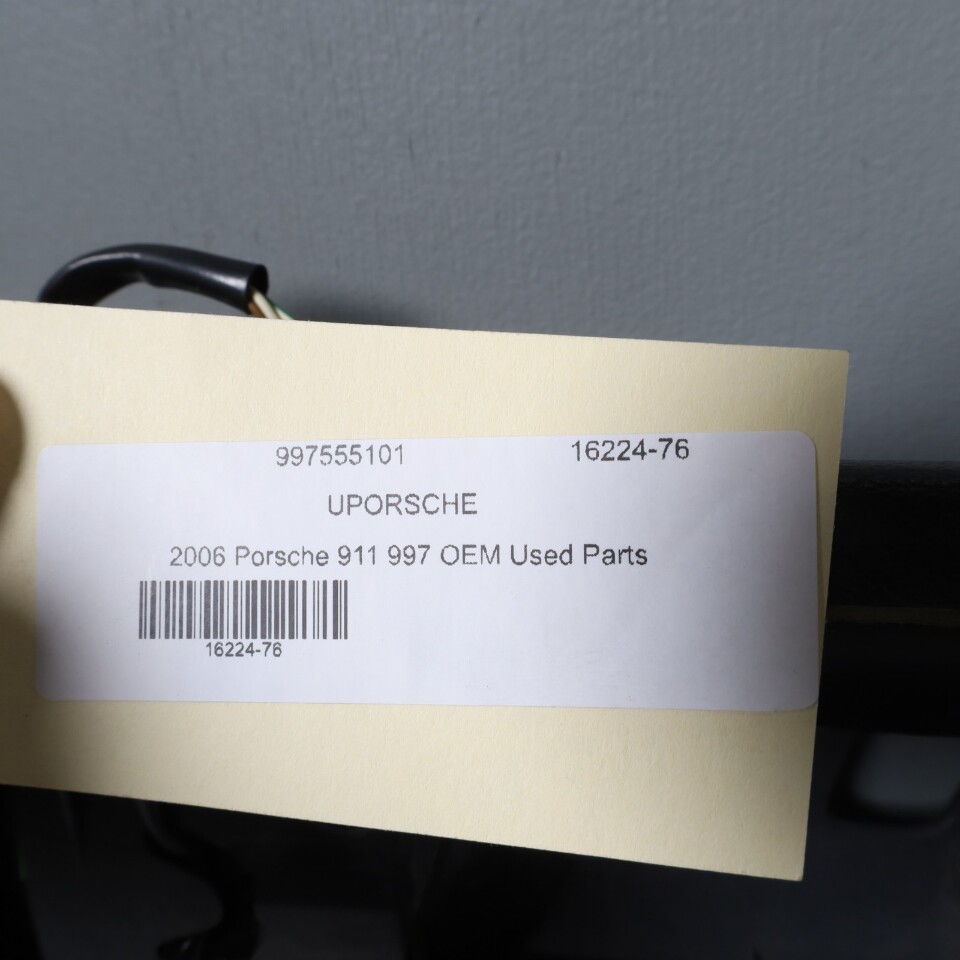 997555101 16224-76
UPORSCHE
2006 Porsche 911 997 OEM Used Parts
16224-76